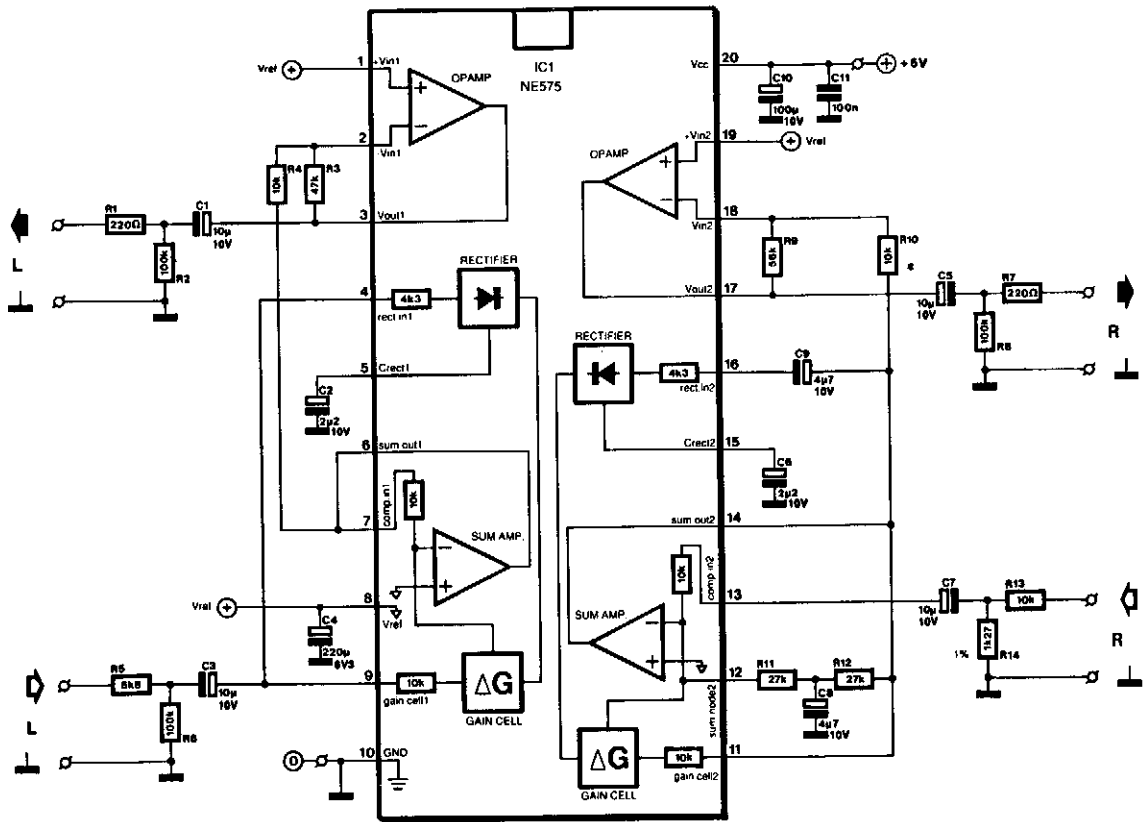 IC1
NE575
Vref
1
+Vin1
OPAMP
2
-Vin1
R4
10k
R3
47k
3
Vout1
R1
220Ω
C1
10µ
10V
100k
R2
L
RECTIFIER
4
4k3
rect in1
5
Crect1
C2
2µ2
10V
6
sum out1
7
comp.in1
10k
SUM AMP.
Vref
8
Vref
C4
220µ
6V3
R5
C3
10µ
10V
100k
R6
L
9
10k
gain cell1
ΔG
GAIN CELL
0
10
GND
Vcc
20
+
C10
100µ
10V
C11
100n
+Vin2
19
Vref
OPAMP
-Vin2
18
R9
R10
10k
Vout2
17
C5
10µ
10V
R7
220Ω
100k
R
RECTIFIER
4k3
16
rect.in2
C9
4µ7
10V
Crect2
15
C6
2µ2
10V
sum out2
14
10k
comp in2
13
C7
10µ
10V
R13
10k
1k27
1%
R14
R
SUM AMP.
12
sum node2
R11
27k
R12
27k
C8
4µ7
10V
ΔG
GAIN CELL
10k
gain cell2
11